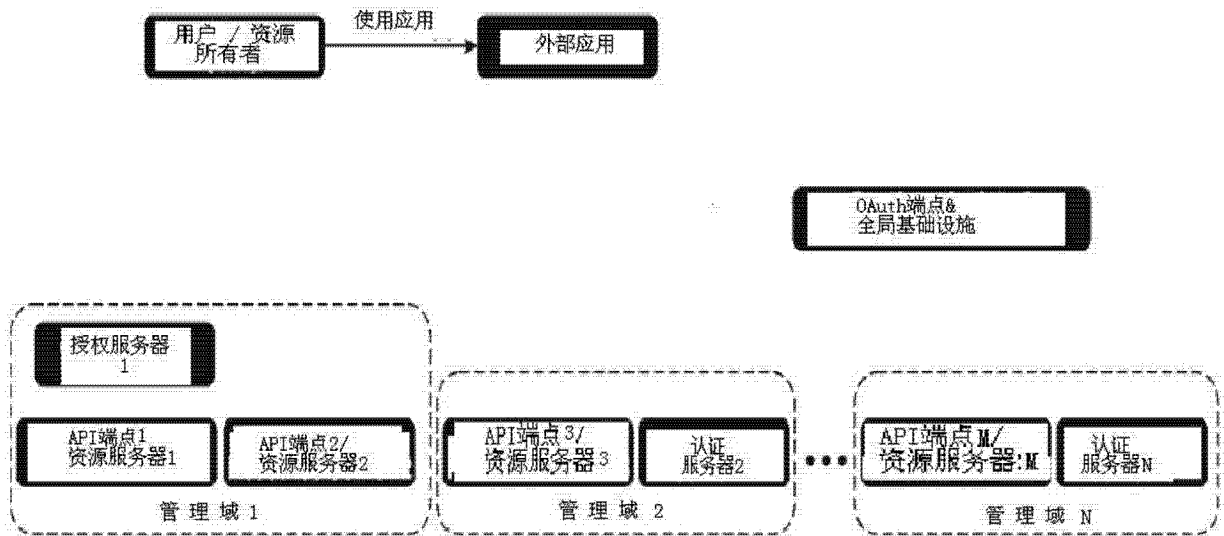 使用应用
用户 / 资源
所有者
外部应用
OAuth端点&
全局基础设施
授权服务器
1
API端点1
资源服务器1
API端点2/
资源服务器2
管理域1
API端点3/
资源服务器3
认证
服务器2
管理域 2
•••
API端点M/
资源服务器:M
认证
服务器N
管理域 N